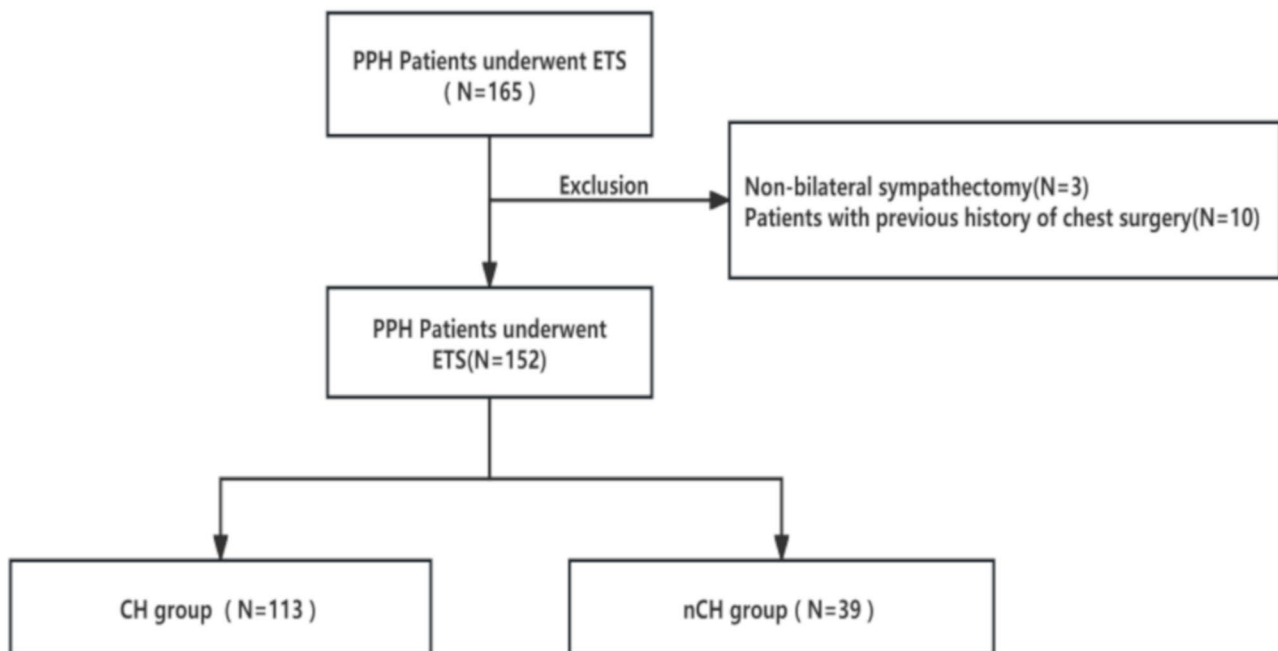 PPH Patients underwent ETS
( N=165 )
Exclusion
Non-bilateral sympathectomy(N=3)
Patients with previous history of chest surgery(N=10)
PPH Patients underwent
ETS(N=152)
CH group ( N=113 )
nCH group ( N=39 )